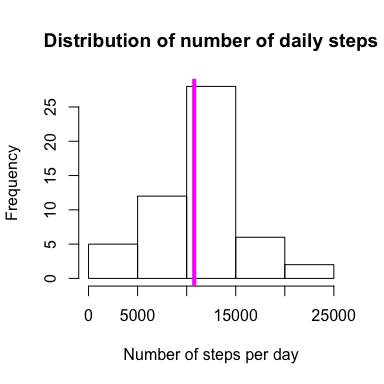 Distribution of number of daily steps
Frequency
25
20
15
10
5
0
0 5000 15000 25000
Number of steps per day